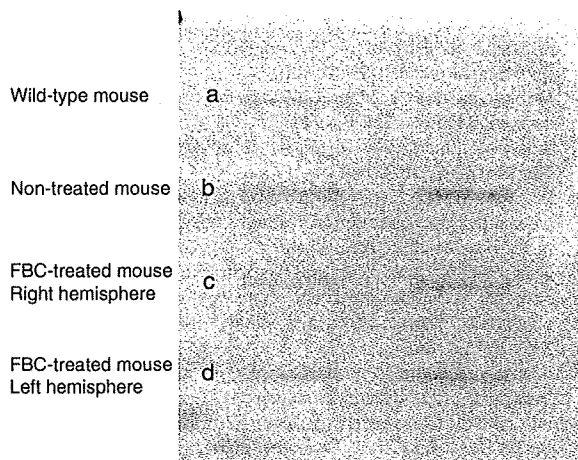 Wild-type mouse a
Non-treated mouse b
FBC-treated mouse
Right hemisphere c
FBC-treated mouse
Left hemisphere d